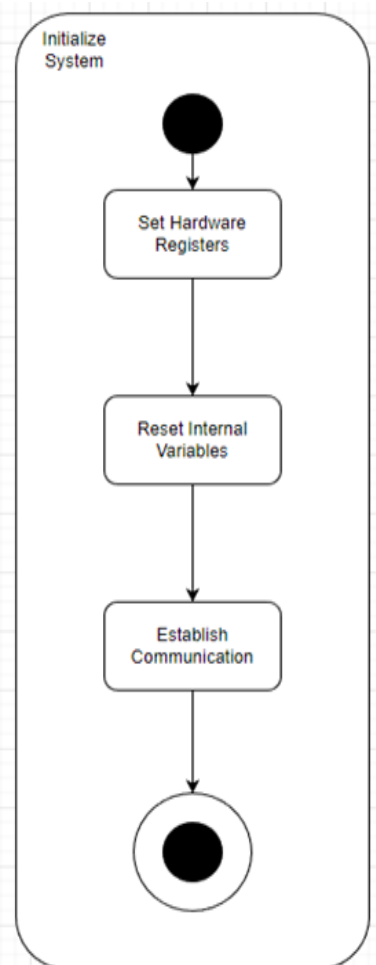 Initialize
System
Set Hardware
Registers
Reset Internal
Variables
Establish
Communication